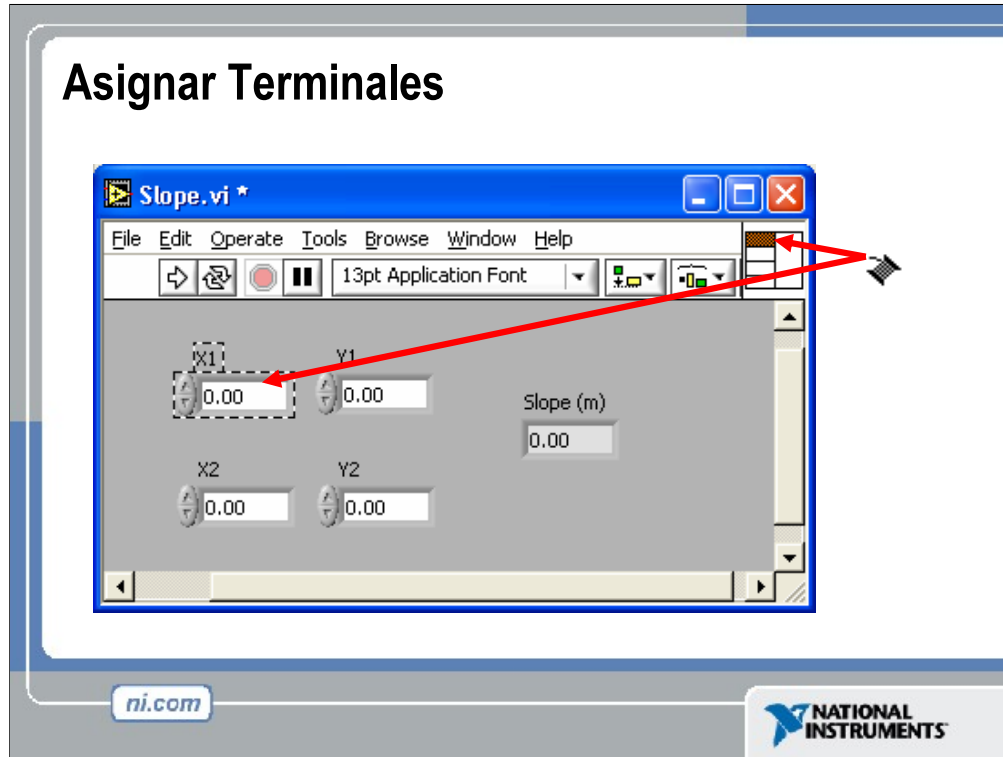 Asignar Terminales
Slope.vi *
File Edit Operate Tools Browse Window Help
13pt Application Font
X1 Y1
0.00 0.00
Slope (m)
0.00
X2 Y2
0.00 0.00
ni.com
NATIONAL
INSTRUMENTS